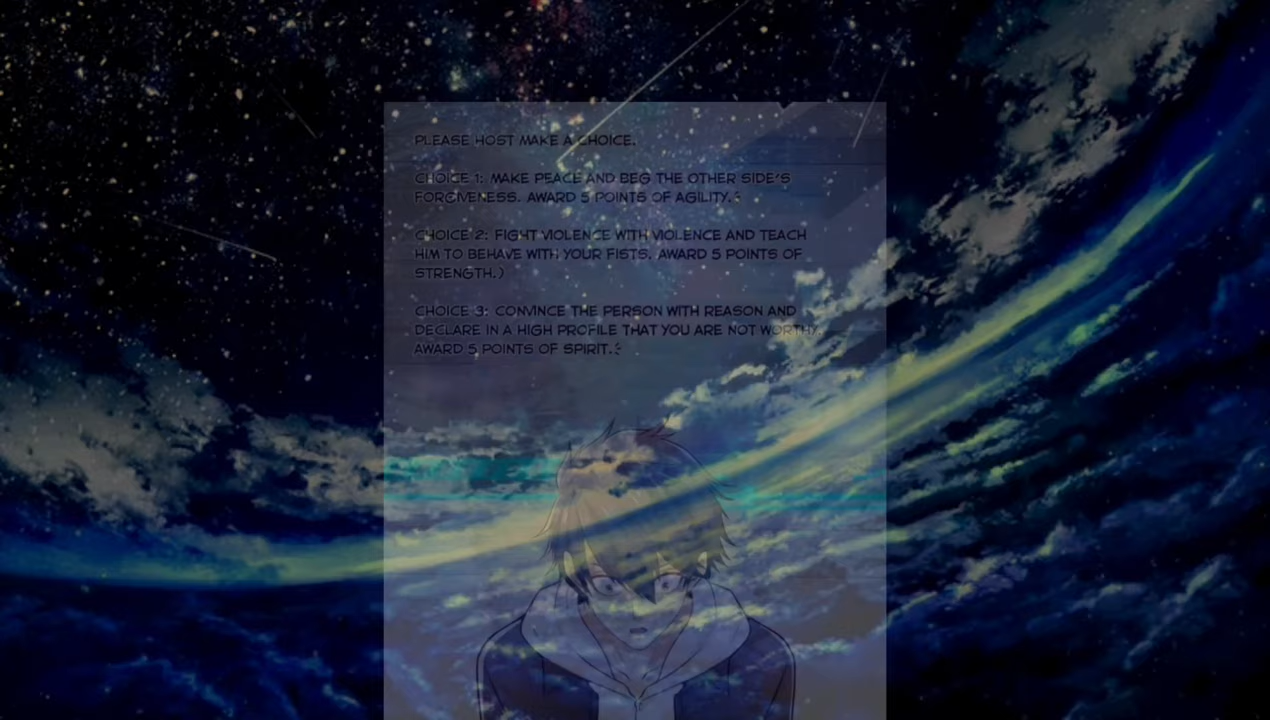 PLEASE HOST MAKE A CHOICE.
CHOICE 1: MAKE PEACE AND BEG THE OTHER SIDE'S
FORGIVENESS. AWARD 5 POINTS OF AGILITY.
CHOICE 2: FIGHT VIOLENCE WITH VIOLENCE AND TEACH
HIM TO BEHAVE WITH YOUR FISTS. AWARD 5 POINTS OF
STRENGTH.)
CHOICE 3: CONVINCE THE PERSON WITH REASON AND
DECLARE IN A HIGH PROFILE THAT YOU ARE NOT WORTHY.
AWARD 5 POINTS OF SPIRIT.